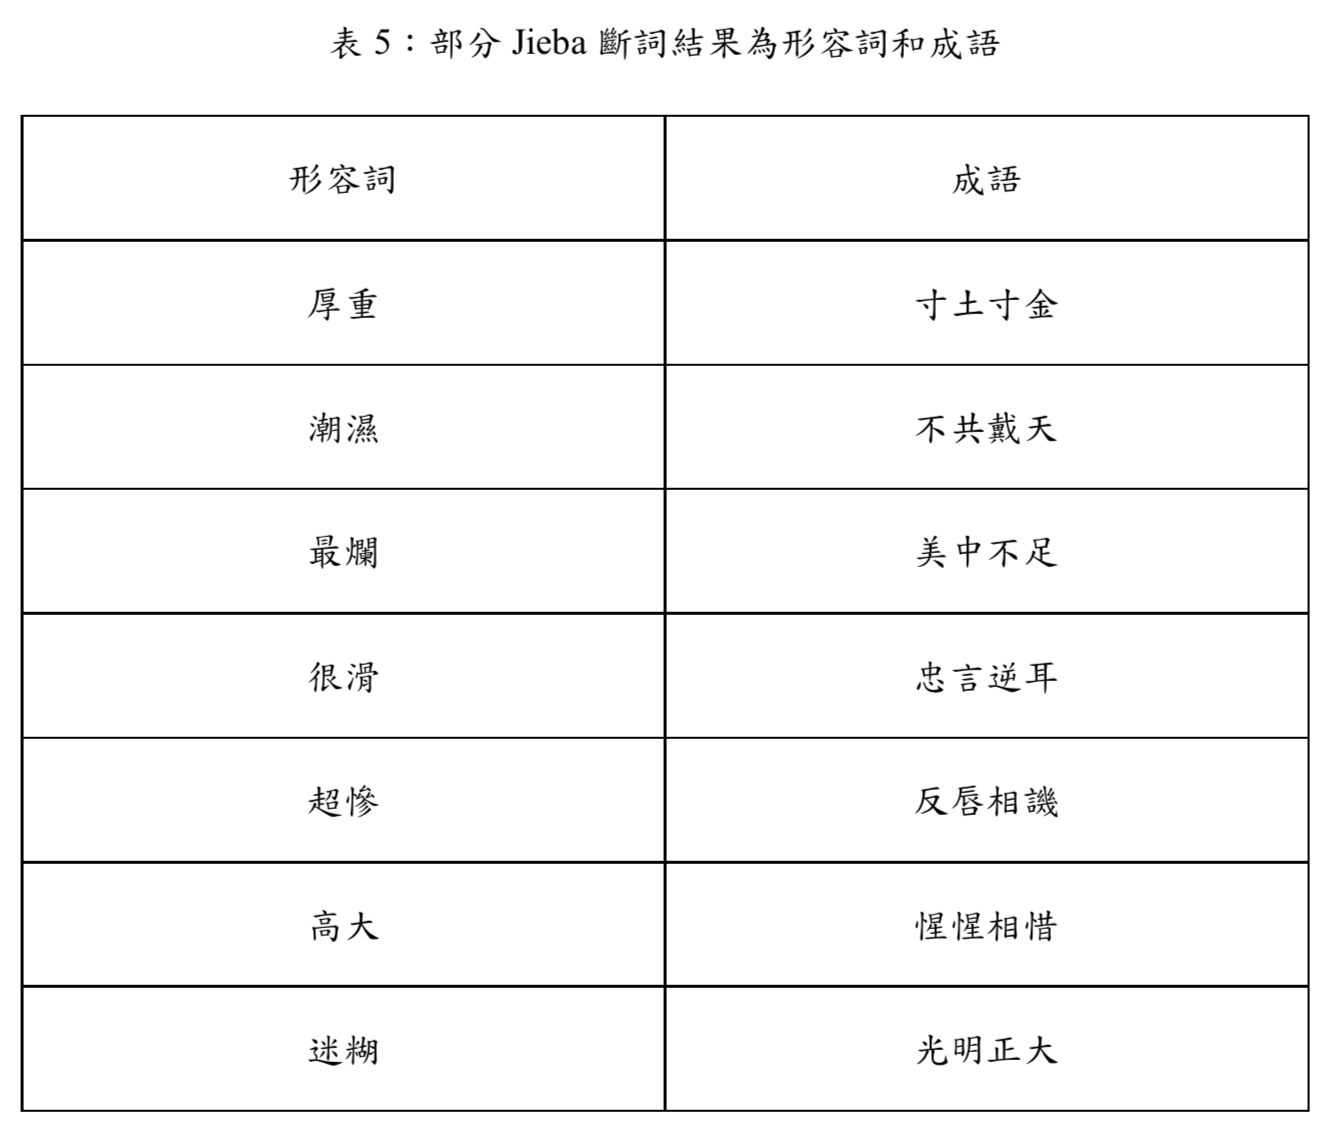 表 5：部分 Jieba 斷詞結果為形容詞和成語
形容詞 成語
厚重 寸土寸金
潮濕 不共戴天
最爛 美中不足
很滑 忠言逆耳
超慘 反唇相譏
高大 惺惺相惜
迷糊 光明正大